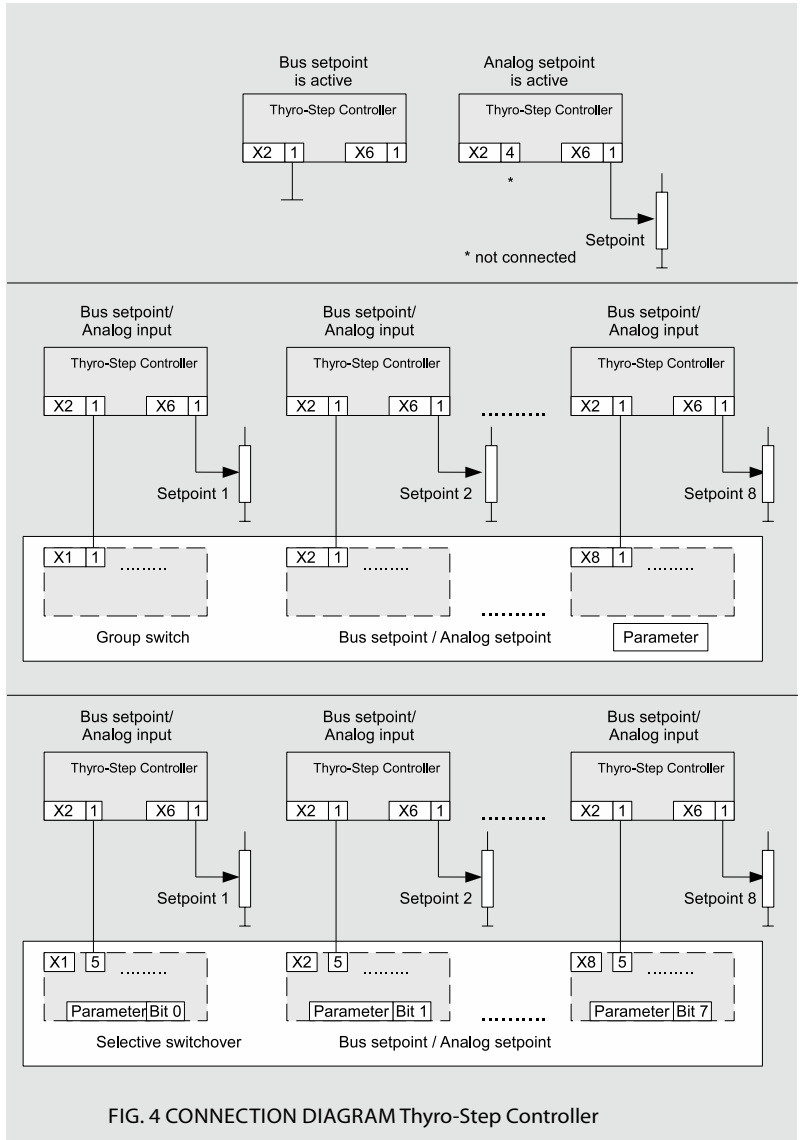 Bus setpoint
is active
Analog setpoint
is active
Thyro-Step Controller
Thyro-Step Controller
X2 1 X6 1
X2 4 X6 1
*
Setpoint
* not connected
Bus setpoint/
Analog input
Bus setpoint/
Analog input
Bus setpoint/
Analog input
Thyro-Step Controller
Thyro-Step Controller
Thyro-Step Controller
X2 1 X6 1
X2 1 X6 1
.........
X2 1 X6 1
Setpoint 1
Setpoint 2
Setpoint 8
X1 1 .........
X2 1 .........
X8 1 .........
.........
Group switch
Bus setpoint / Analog setpoint
Parameter
Bus setpoint/
Analog input
Bus setpoint/
Analog input
Bus setpoint/
Analog input
Thyro-Step Controller
Thyro-Step Controller
Thyro-Step Controller
X2 1 X6 1
X2 1 X6 1
.........
X2 1 X6 1
Setpoint 1
Setpoint 2
Setpoint 8
X1 5 .........
X2 5 .........
X8 5 .........
Parameter Bit 0
Parameter Bit 1
.........
Parameter Bit 7
Selective switchover
Bus setpoint / Analog setpoint
FIG. 4 CONNECTION DIAGRAM Thyro-Step Controller